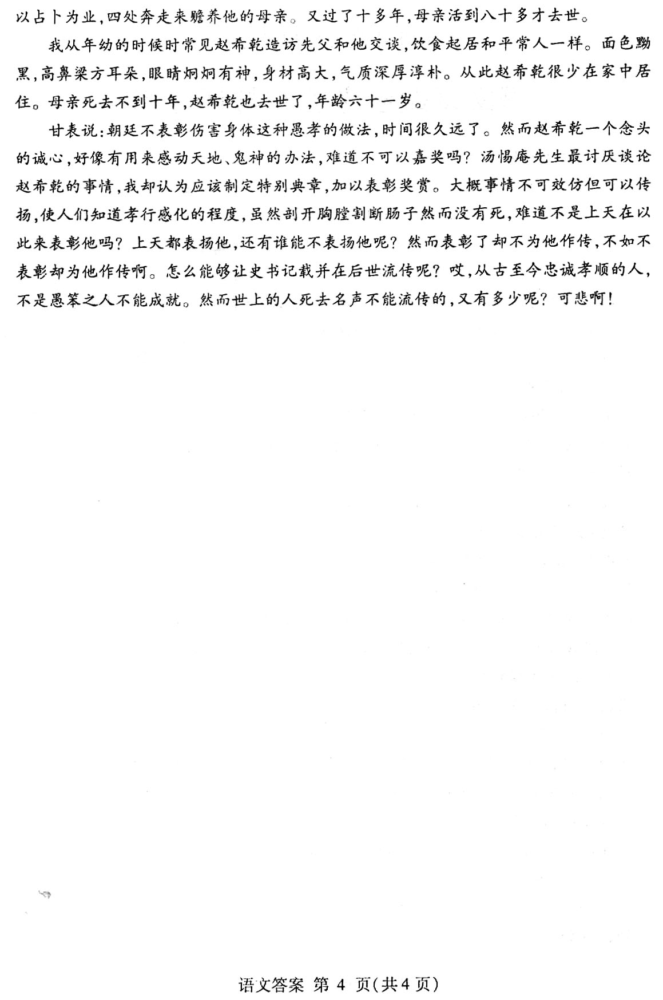 以占卜为业,四处奔走来赡养他的母亲。又过了十多年,母亲活到八十多才去世。
我从年幼的时候时常见赵希乾造访先父和他交谈,饮食起居和平常人一样。面色黝
黑,高鼻梁方耳朵,眼睛炯炯有神,身材高大,气质深厚淳朴。从此赵希乾很少在家中居
住。母亲死去不到十年,赵希乾也去世了,年龄六十一岁。
甘表说:朝廷不表彰伤害身体这种愚孝的做法,时间很久远了。然而赵希乾一个念头
的诚心,好像有用来感动天地、鬼神的办法,难道不可以嘉奖吗?汤惕庵先生最讨厌谈论
赵希乾的事情,我却认为应该制定特别典章,加以表彰奖赏。大概事情不可效仿但可以传
扬,使人们知道孝行感化的程度,虽然剖开胸膛割断肠子然而没有死,难道不是上天在以
此来表彰他吗?上天都表扬他,还有谁能不表扬他呢?然而表彰了却不为他作传,不如不
表彰却为他作传啊。怎么能够让史书记载并在后世流传呢?哎,从古至今忠诚孝顺的人,
不是愚笨之人不能成就。然而世上的人死去名声不能流传的,又有多少呢?可悲啊!
语文答案 第 4 页(共4页)